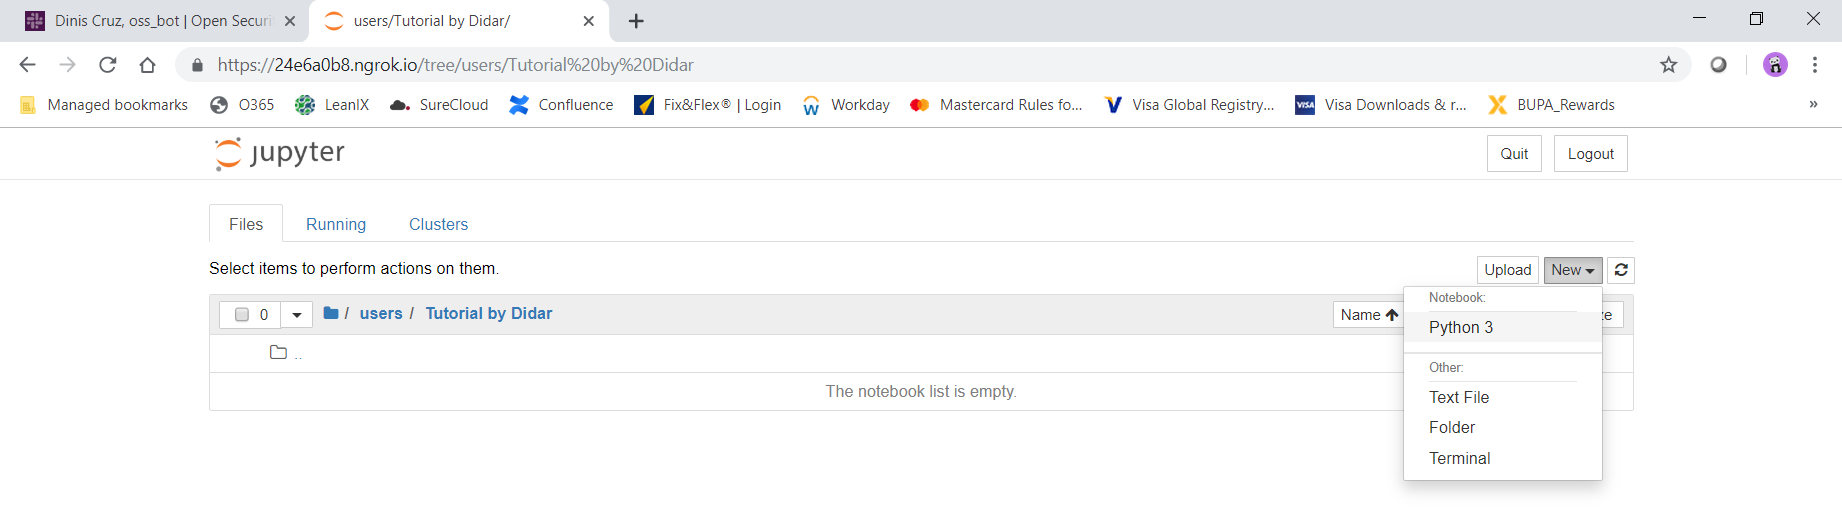 Dinis Cruz, oss_bot | Open Securi
users/Tutorial by Didar/
https://24e6a0b8.ngrok.io/tree/users/Tutorial%20by%20Didar
Managed bookmarks O365 LeanIX SureCloud Confluence Fix&Flex® | Login Workday Mastercard Rules fo... Visa Global Registry... VISA Visa Downloads & r... BUPA_Rewards »
jupyter
Quit Logout
Files Running Clusters
Select items to perform actions on them.
Upload New
0 / users / Tutorial by Didar
Name ze
..
The notebook list is empty.
Notebook:
Python 3
Other:
Text File
Folder
Terminal